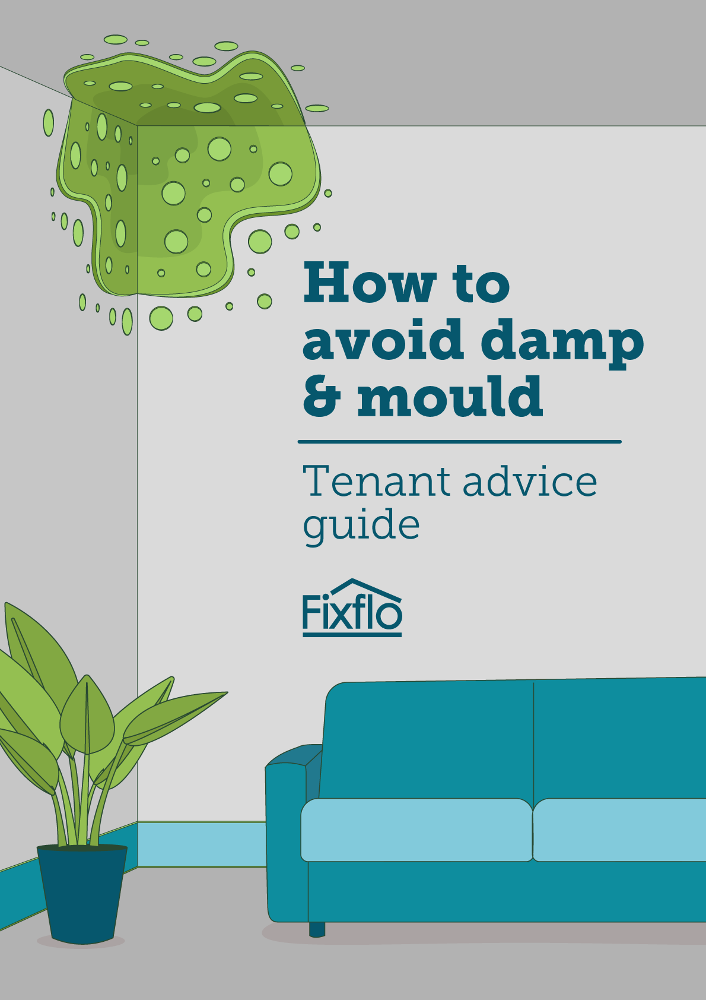 How to
avoid damp
& mould
Tenant advice
guide
Fixflo